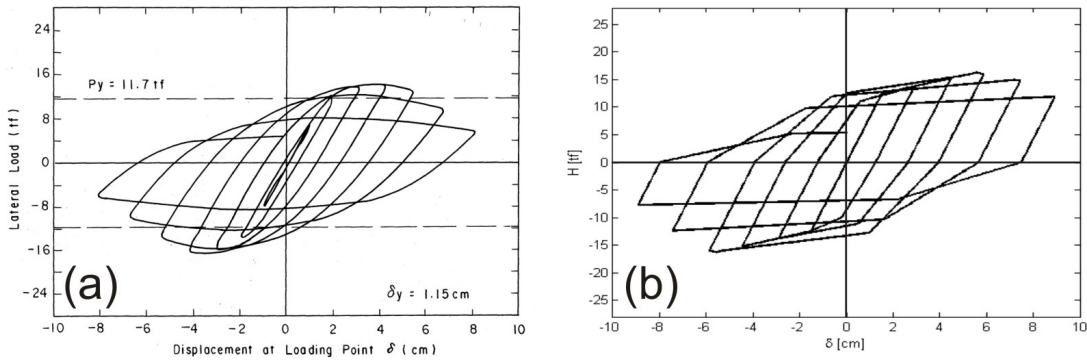 28
24
16
8
0
-8
-16
-24
Lateral Load (tf)
Py = 11.7 tf
δy = 1.15 cm
(a)
-10 -8 -6 -4 -2 0 2 4 6 8 10
Displacement at Loading Point δ (cm)
25
20
15
10
5
0
-5
-10
-15
-20
-25
H [tf]
(b)
-10 -8 -6 -4 -2 0 2 4 6 8 10
δ [cm]